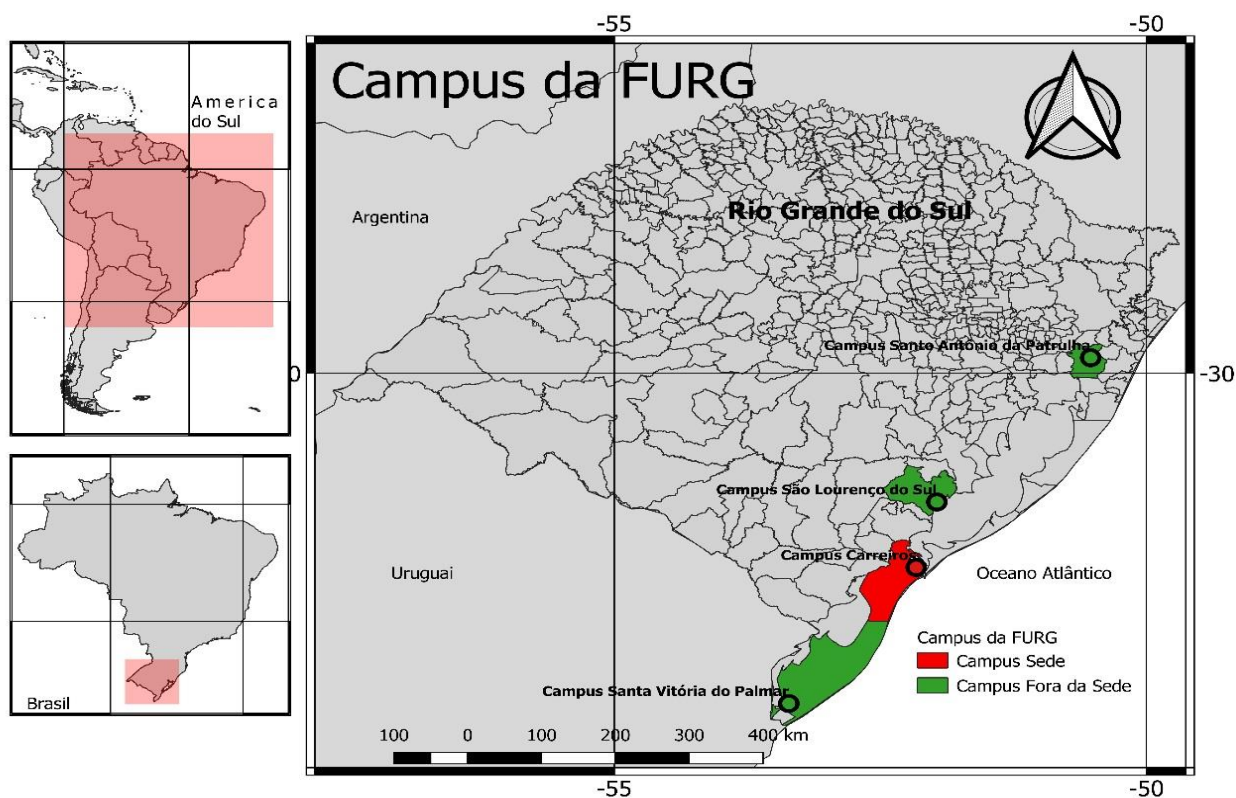 -55
-50
America
do Sul
Campus da FURG
Argentina
Rio Grande do Sul
Campus Santo Antônio da Patrulha
0
-30
Campus São Lourenço do Sul
Campus Carreiros
Uruguai
Oceano Atlântico
Campus da FURG
Campus Sede
Campus Fora da Sede
Campus Santa Vitória do Palmar
Brasil
100 0 100 200 300 400 km
-55
-50